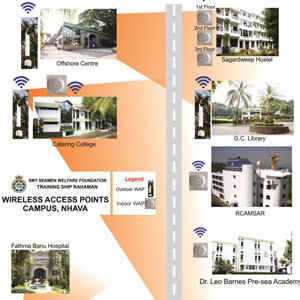 1st Floor
2nd Floor
3rd Floor
Offshore Centre
Sagardweep Hostel
Catering College
G.C. Library
SMY SEAMEN WELFARE FOUNDATION
TRAINING SHIP RAHAMAN
WIRELESS ACCESS POINTS
CAMPUS, NHAVA
Legend
Outdoor WAP
Indoor WAP
RCAMSAR
Fathma Banu Hospital
Dr. Leo Barnes Pre-sea Academy